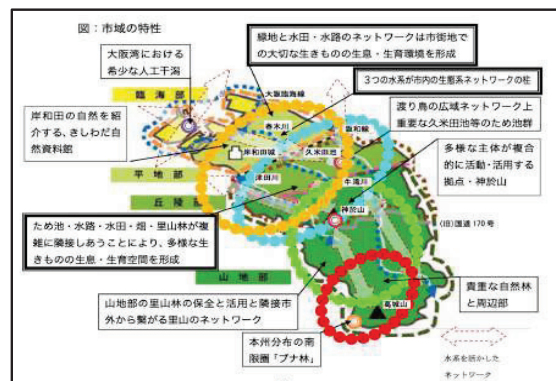 図：市域の特性
緑地と水田・水路のネットワークは市街地で
の大切な生きものの生息・生育環境を形成
大阪湾における
希少な人工干潟
３つの水系が市内の生態系ネットワークの柱
臨海部
大阪臨海線
渡り鳥の広域ネットワーク上
重要な久米田池等のため池群
春木川
阪和線
岸和田の自然を紹
介する、きしわだ自然
資料館
岸和田城
久米田池
多様な主体が複合
的に活動・活用する
拠点・神於山
平地部
津田川
牛滝川
丘陵部
神於山
(旧)国道 170 号
ため池・水路・水田・畑・里山林が複
雑に隣接しあうことにより、多様な生
きものの生息・生育空間を形成
山地部
山地部の里山林の保全と活用と隣接市
外から繋がる里山のネットワーク
貴重な自然林
と周辺部
葛城山
本州分布の南
限圏「ブナ林」
水系を活かした
ネットワーク